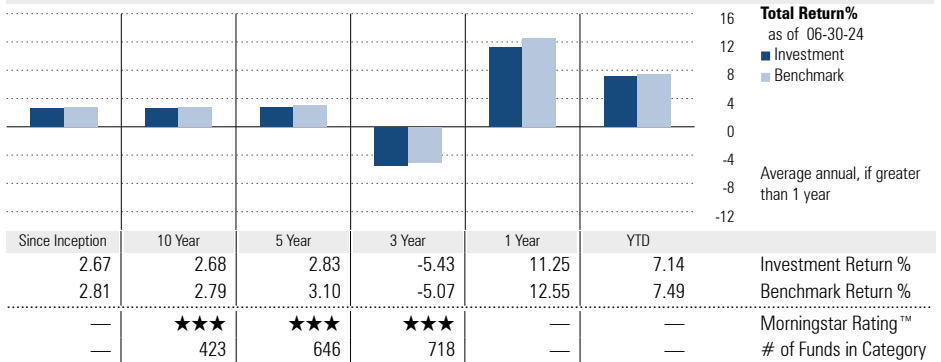 16
12
8
4
0
-4
-8
-12
Total Return%
as of 06-30-24
Investment
Benchmark
Average annual, if greater
than 1 year
Since Inception 10 Year 5 Year 3 Year 1 Year YTD
2.67 2.68 2.83 -5.43 11.25 7.14 Investment Return %
2.81 2.79 3.10 -5.07 12.55 7.49 Benchmark Return %
— ★★★ ★★★ ★★★ — — Morningstar Rating™
— 423 646 718 — — # of Funds in Category